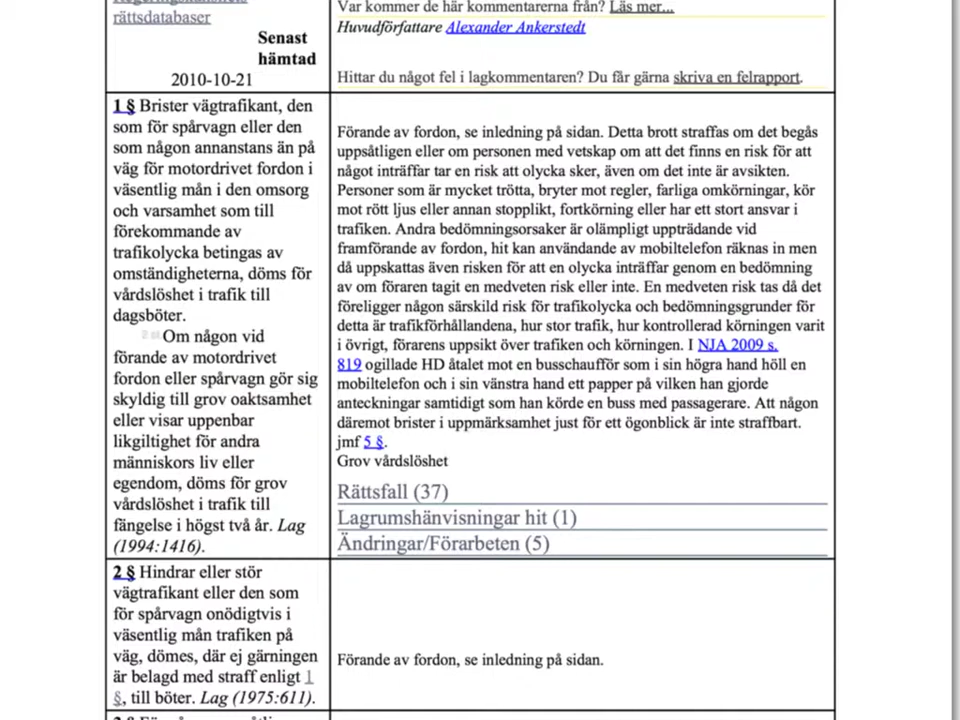 Regeringskansliets
rättsdatabaser
Senast
hämtad
2010-10-21
Var kommer de här kommentarerna från? Läs mer...
Huvudförfattare Alexander Ankerstedt
Hittar du något fel i lagkommentaren? Du får gärna skriva en felrapport.
1 § Brister vägtrafikant, den
som för spårvagn eller den
som någon annanstans än på
väg för motordrivet fordon i
väsentlig mån i den omsorg
och varsamhet som till
förekommande av
trafikolycka betingas av
omständigheterna, döms för
vårdslöshet i trafik till
dagsböter.
2 st Om någon vid
förande av motordrivet
fordon eller spårvagn gör sig
skyldig till grov oaktsamhet
eller visar uppenbar
likgiltighet för andra
människors liv eller
egendom, döms för grov
vårdslöshet i trafik till
fängelse i högst två år. Lag
(1994:1416).
Förande av fordon, se inledning på sidan. Detta brott straffas om det begås
uppsåtligen eller om personen med vetskap om att det finns en risk för att
något inträffar tar en risk att olycka sker, även om det inte är avsikten.
Personer som är mycket trötta, bryter mot regler, farliga omkörningar, kör
mot rött ljus eller annan stopplikt, fortkörning eller har ett stort ansvar i
trafiken. Andra bedömningsorsaker är olämpligt uppträdande vid
framförande av fordon, hit kan användande av mobiltelefon räknas in men
då uppskattas även risken för att en olycka inträffar genom en bedömning
av om föraren tagit en medveten risk eller inte. En medveten risk tas då det
föreligger någon särskild risk för trafikolycka och bedömningsgrunder för
detta är trafikförhållandena, hur stor trafik, hur kontrollerad körningen varit
i övrigt, förarens uppsikt över trafiken och körningen. I NJA 2009 s.
819 ogillade HD åtalet mot en busschaufför som i sin högra hand höll en
mobiltelefon och i sin vänstra hand ett papper på vilken han gjorde
anteckningar samtidigt som han körde en buss med passagerare. Att någon
däremot brister i uppmärksamhet just för ett ögonblick är inte straffbart.
jmf 5 §.
Grov vårdslöshet
Rättsfall (37)
Lagrumshänvisningar hit (1)
Ändringar/Förarbeten (5)
2 § Hindrar eller stör
vägtrafikant eller den som
för spårvagn onödigtvis i
väsentlig mån trafiken på
väg, dömes, där ej gärningen
är belagd med straff enligt 1
§, till böter. Lag (1975:611).
Förande av fordon, se inledning på sidan.